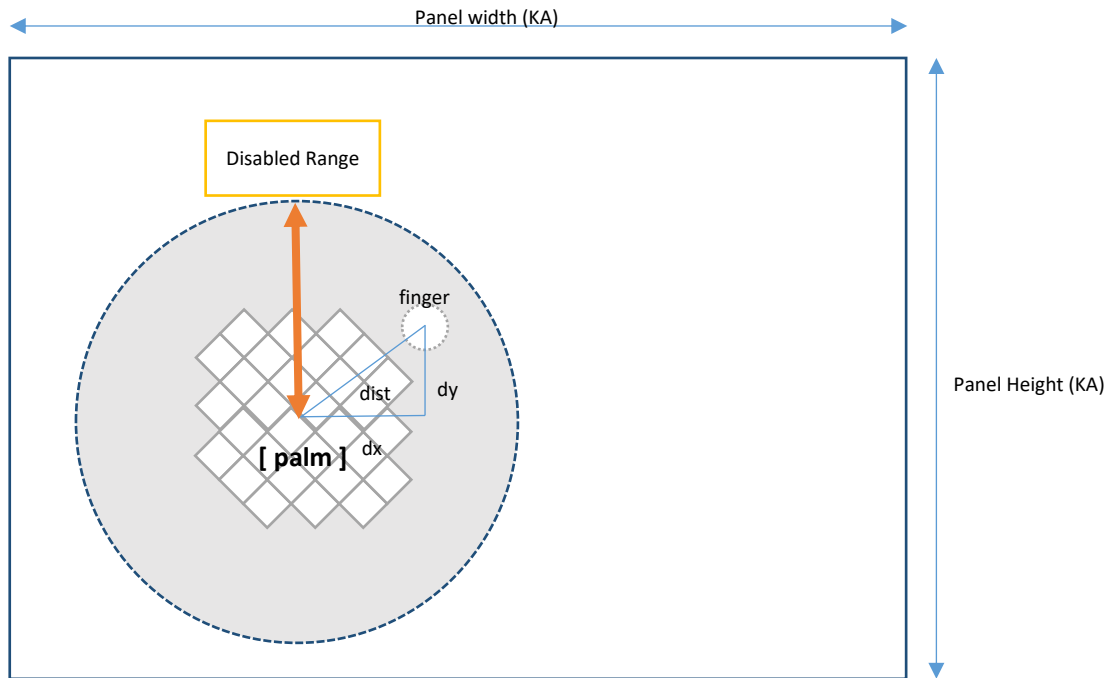 Panel width (KA)
Disabled Range
finger
dist
dy
Panel Height (KA)
dx
[ palm ]